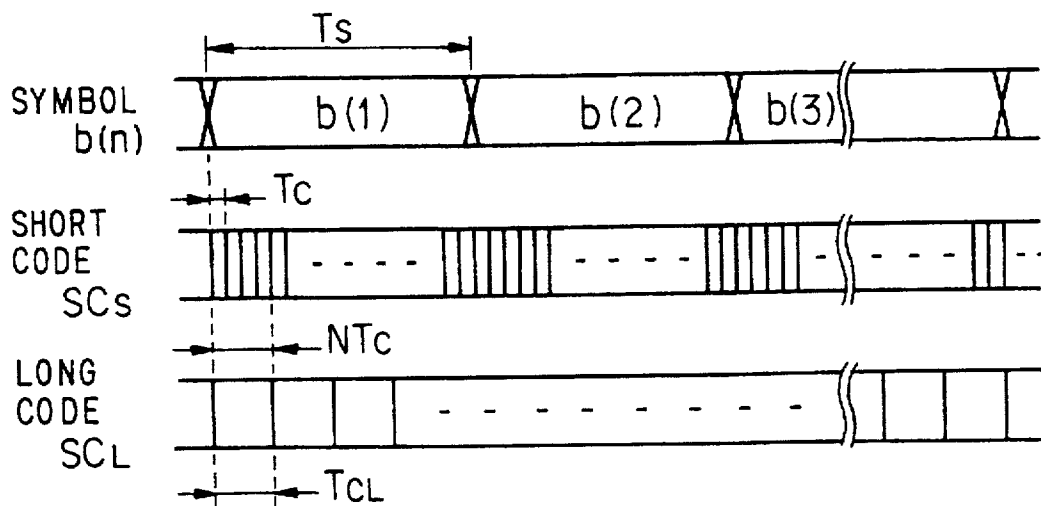 Ts
SYMBOL b(n)
b(1) b(2) b(3)
Tc
SHORT CODE SCs
NTc
LONG CODE SCL
TCL